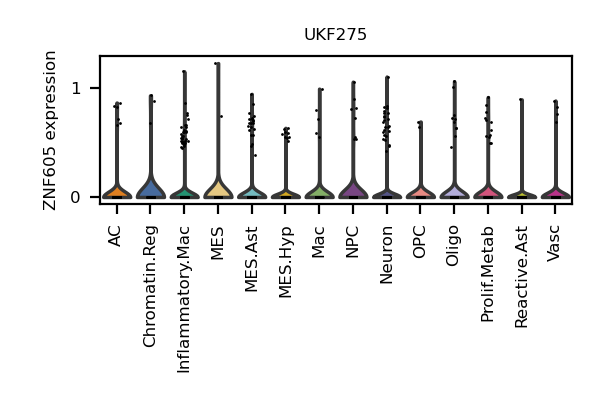 UKF275
ZNF605 expression
1
0
AC
Chromatin.Reg
Inflammatory.Mac
MES
MES.Ast
MES.Hyp
Mac
NPC
Neuron
OPC
Oligo
Prolif.Metab
Reactive.Ast
Vasc